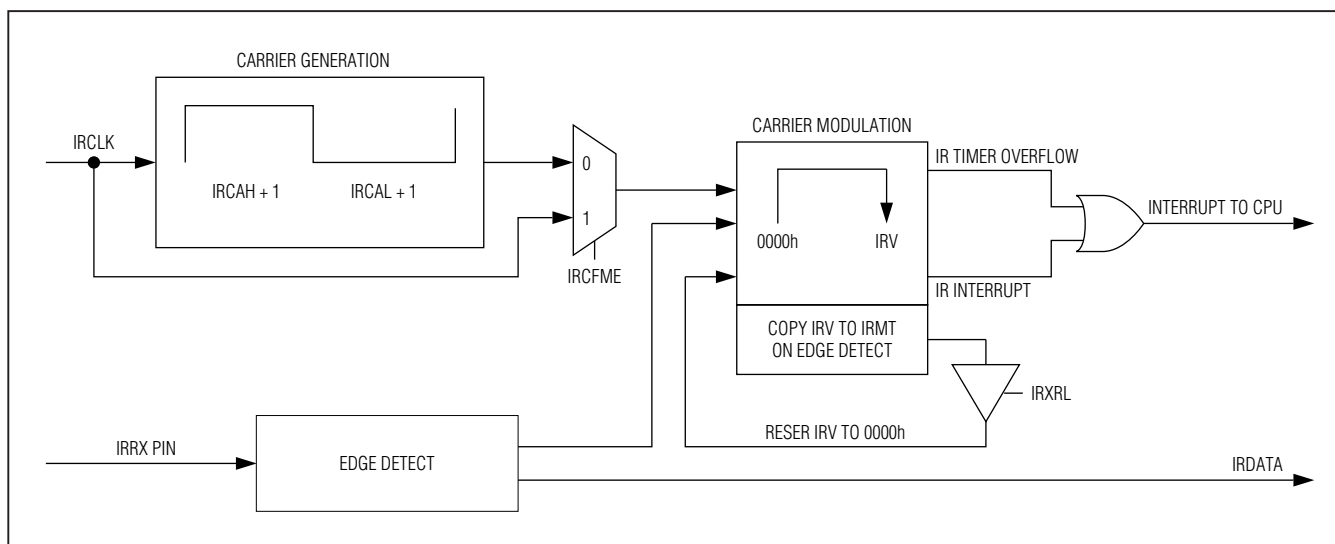 CARRIER GENERATION
IRCLK
IRCAH + 1
IRCAL + 1
0
1
IRCFME
CARRIER MODULATION
0000h
IRV
IR TIMER OVERFLOW
INTERRUPT TO CPU
IR INTERRUPT
COPY IRV TO IRMT
ON EDGE DETECT
IRXRL
RESER IRV TO 0000h
IRRX PIN
EDGE DETECT
IRDATA